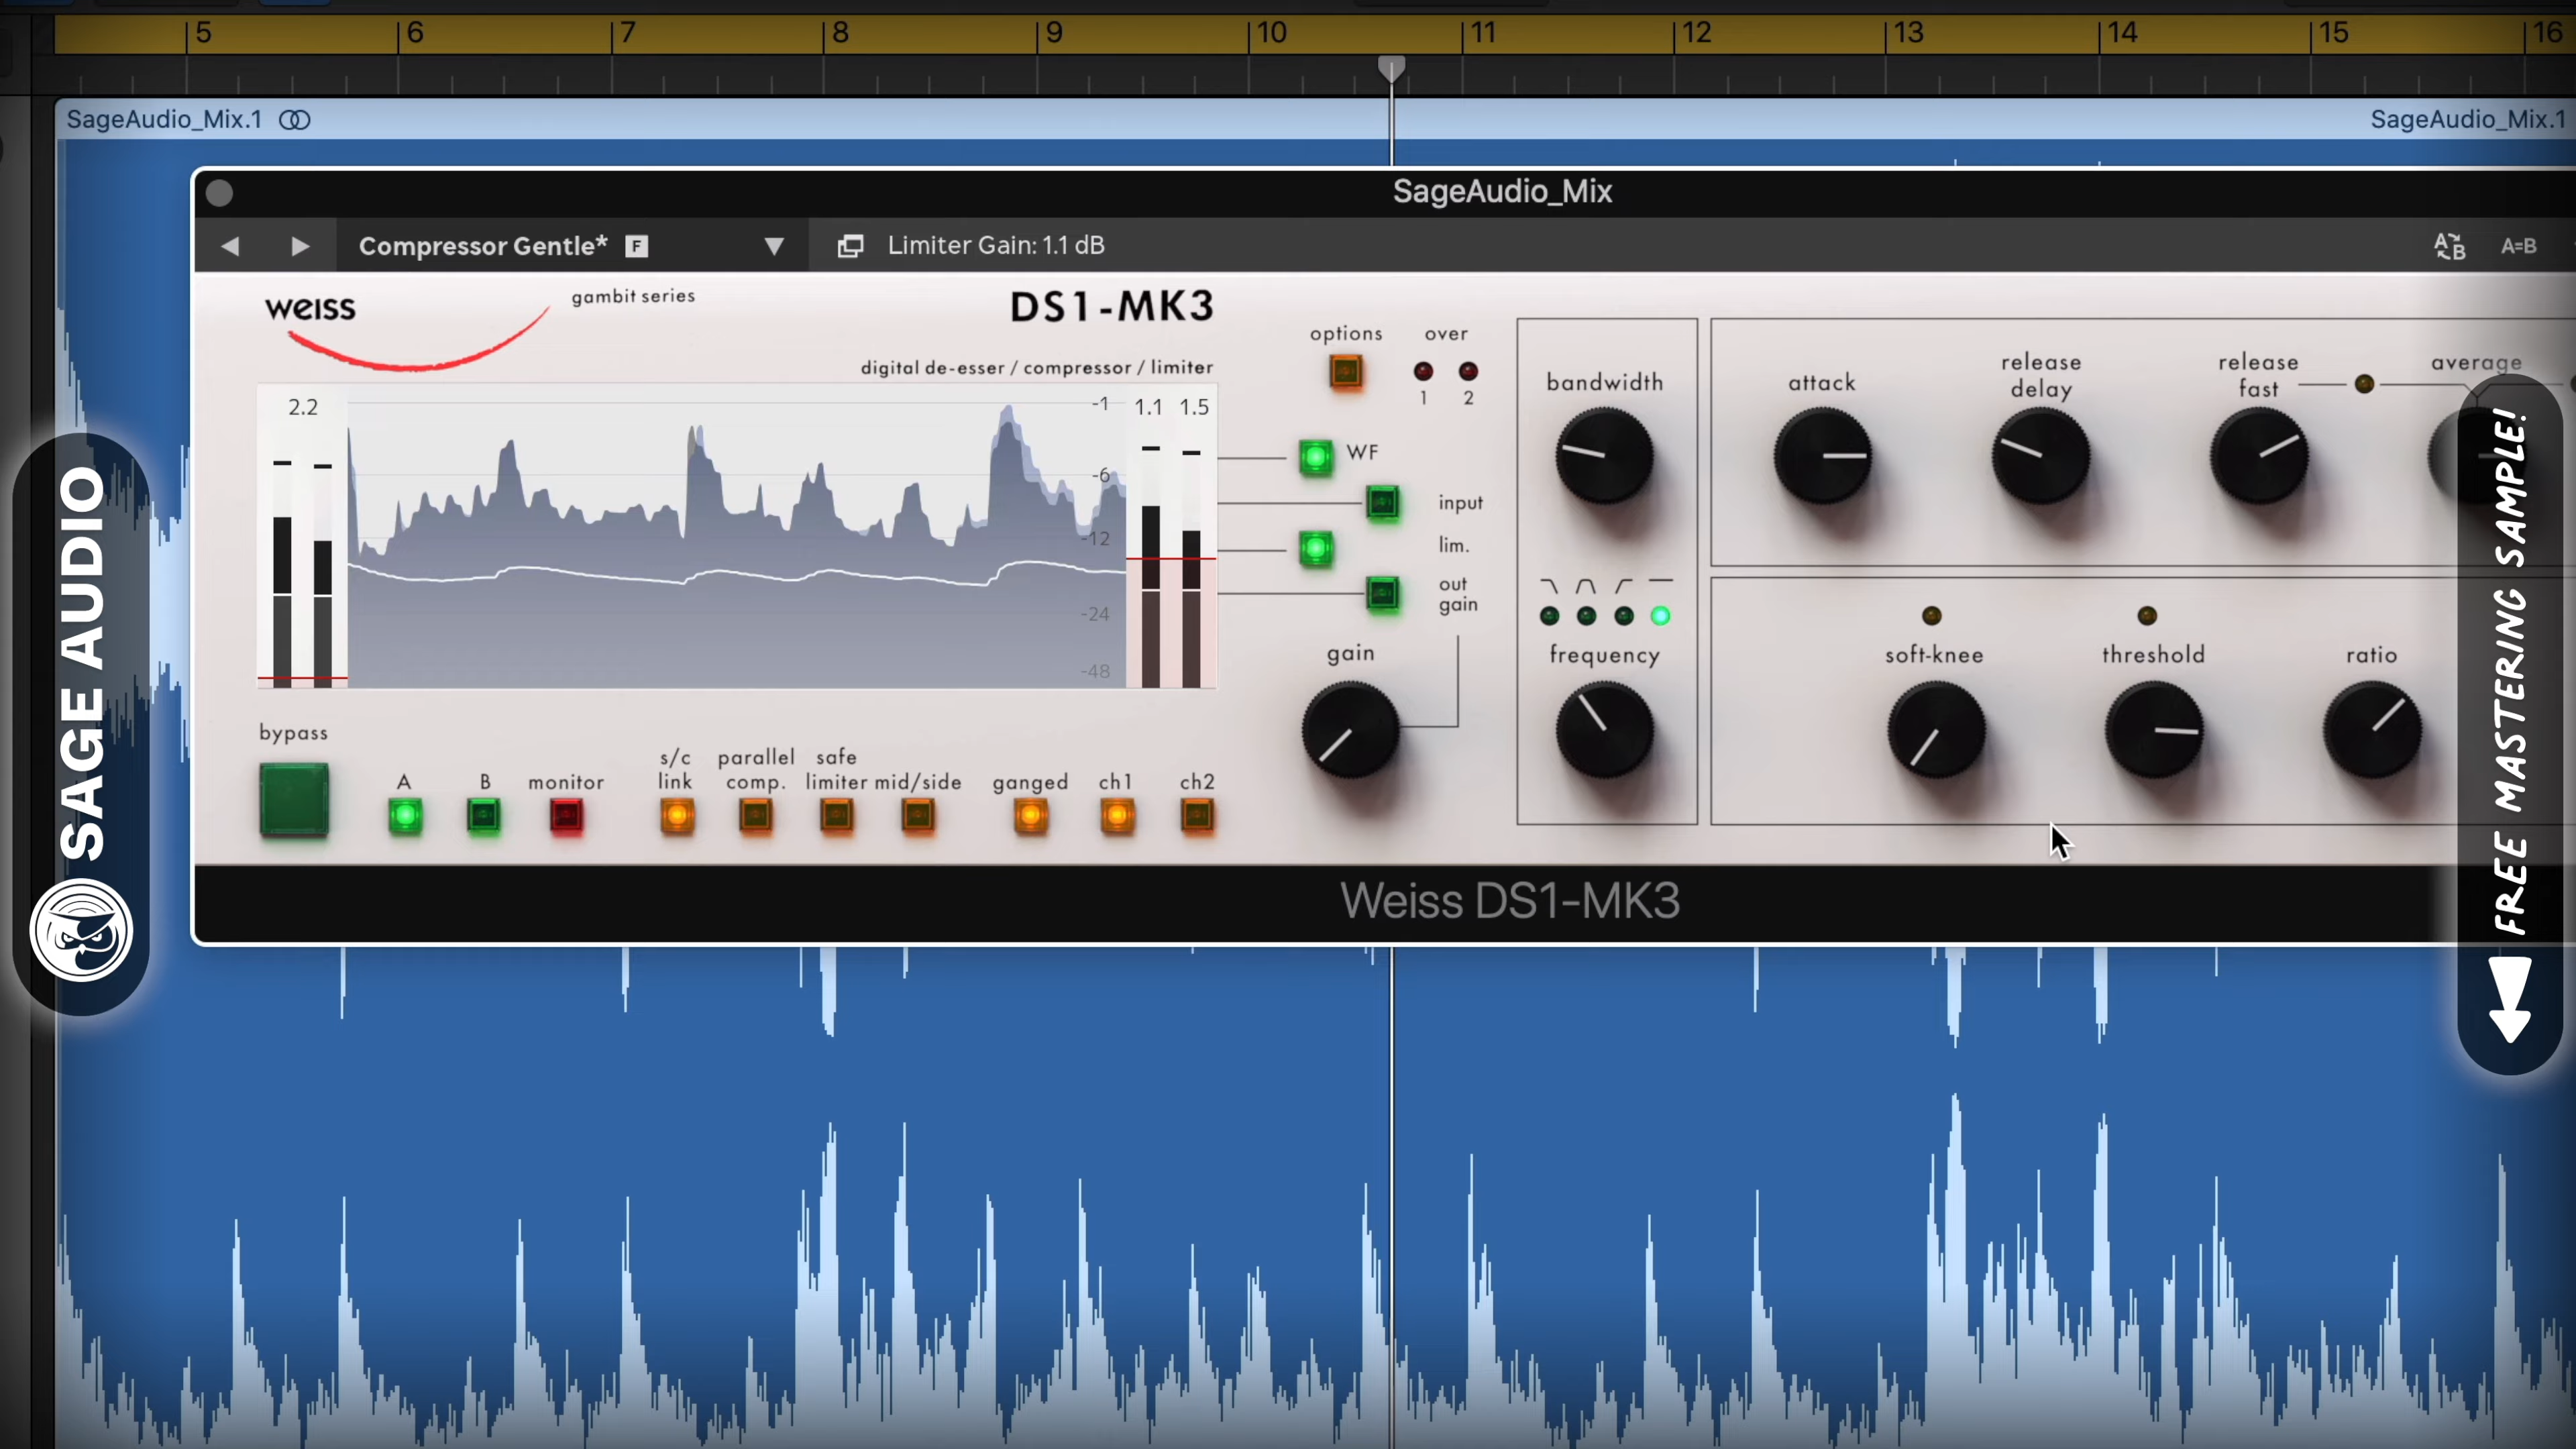 5 6 7 8 9 10 11 12 13 14 15 16
SageAudio_Mix.1 SageAudio_Mix.1
SageAudio_Mix
Compressor Gentle* F Limiter Gain: 1.1 dB A B A=B
weiss gambit series DS1-MK3
digital de-esser / compressor / limiter
2.2 -1 1.1 1.5
-6
-12
-24
-48
options over
1 2
WF
input
lim.
out
gain
gain
bandwidth
frequency
attack
release
delay
release
fast
average
soft-knee threshold ratio
bypass
A B monitor
s/c
link
parallel
comp.
safe
limiter
mid/side
ganged ch1 ch2
Weiss DS1-MK3
SAGE AUDIO
FREE MASTERING SAMPLE!